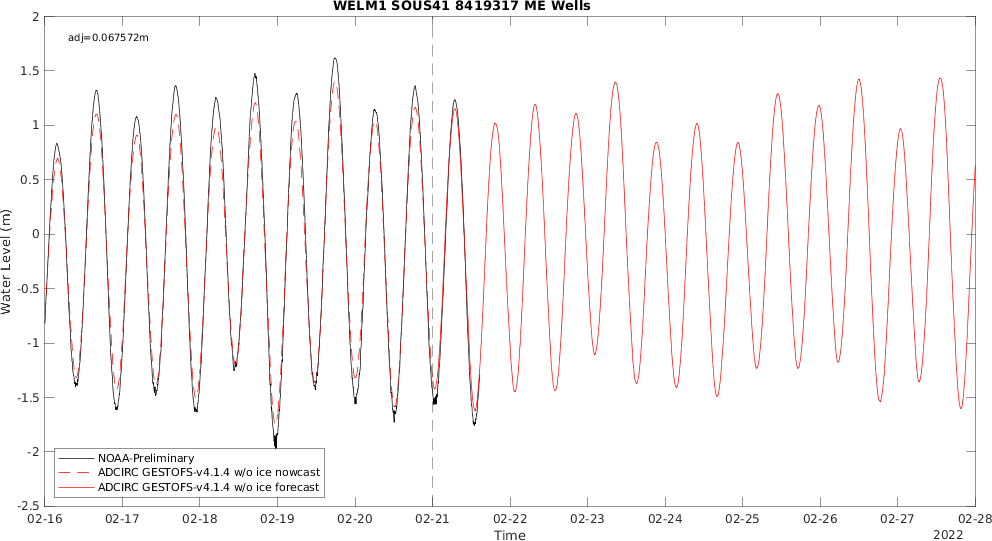 WELM1 SOUS41 8419317 ME Wells
adj=0.067572m
2
1.5
1
0.5
0
-0.5
-1
-1.5
-2
-2.5
Water Level (m)
NOAA-Preliminary
ADCIRC GESTOFS-v4.1.4 w/o ice nowcast
ADCIRC GESTOFS-v4.1.4 w/o ice forecast
02-16 02-17 02-18 02-19 02-20 02-21 02-22 02-23 02-24 02-25 02-26 02-27 02-28
Time
2022